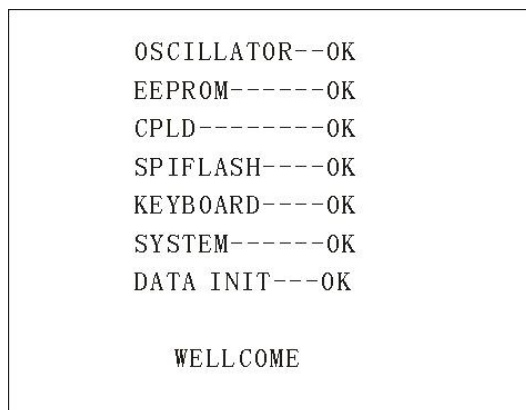 OSCILLATOR--OK
EEPROM------OK
CPLD--------OK
SPIFLASH----OK
KEYBOARD----OK
SYSTEM------OK
DATA INIT---OK
WELLCOME